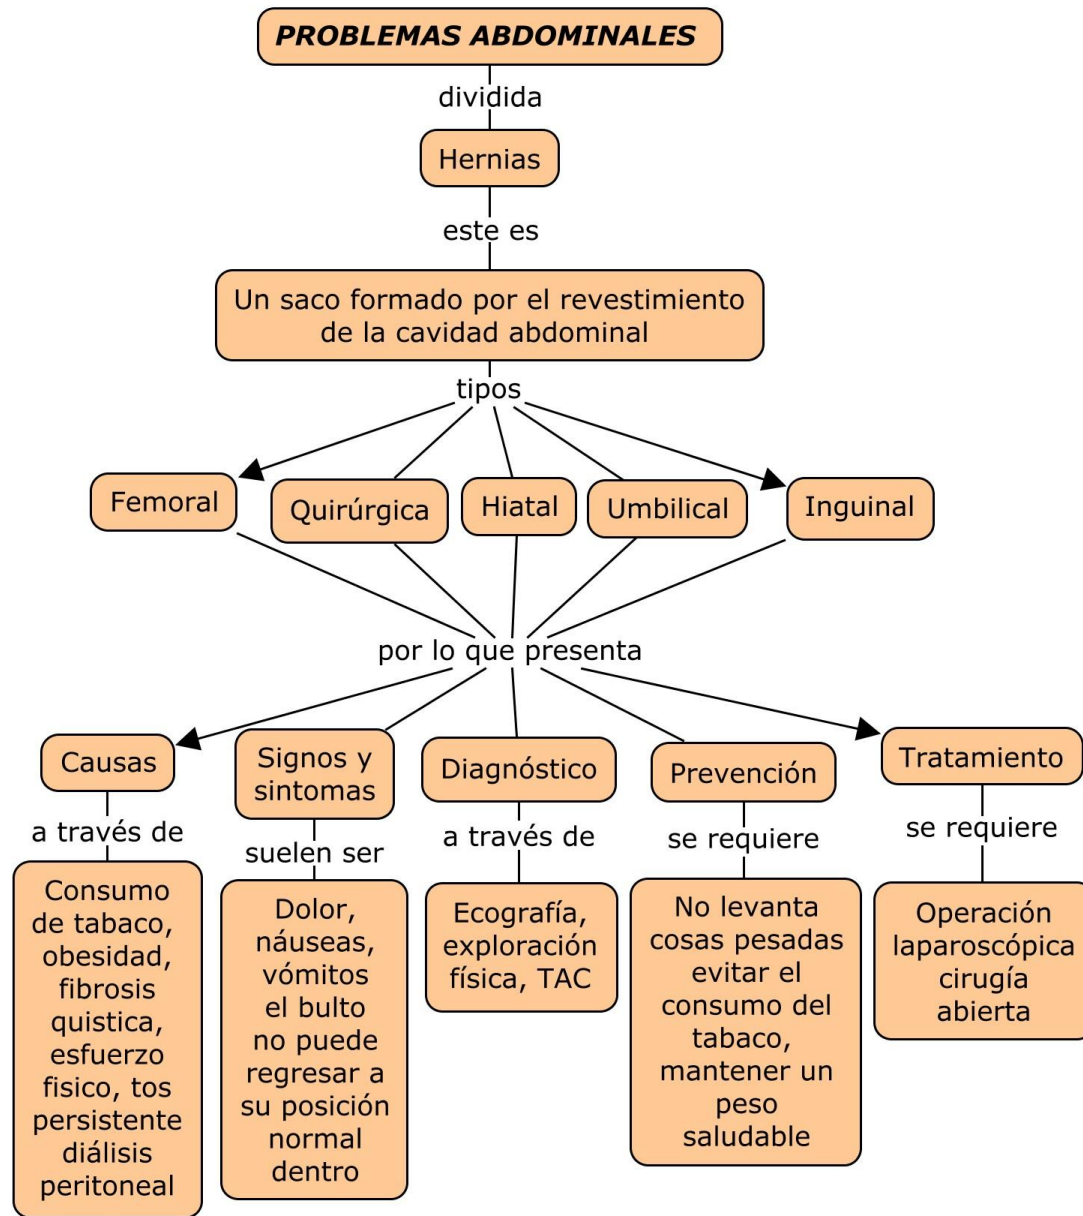 PROBLEMAS ABDOMINALES
dividida
Hernias
este es
Un saco formado por el revestimiento
de la cavidad abdominal
tipos
Femoral
Quirúrgica
Hiatal
Umbilical
Inguinal
por lo que presenta
Causas
a través de
Consumo
de tabaco,
obesidad,
fibrosis
quistica,
esfuerzo
fisico, tos
persistente
diálisis
peritoneal
Signos y
sintomas
suelen ser
Dolor,
náuseas,
vómitos
el bulto
no puede
regresar a
su posición
normal
dentro
Diagnóstico
a través de
Ecografía,
exploración
física, TAC
Prevención
se requiere
No levanta
cosas pesadas
evitar el
consumo del
tabaco,
mantener un
peso
saludable
Tratamiento
se requiere
Operación
laparoscópica
cirugía
abierta